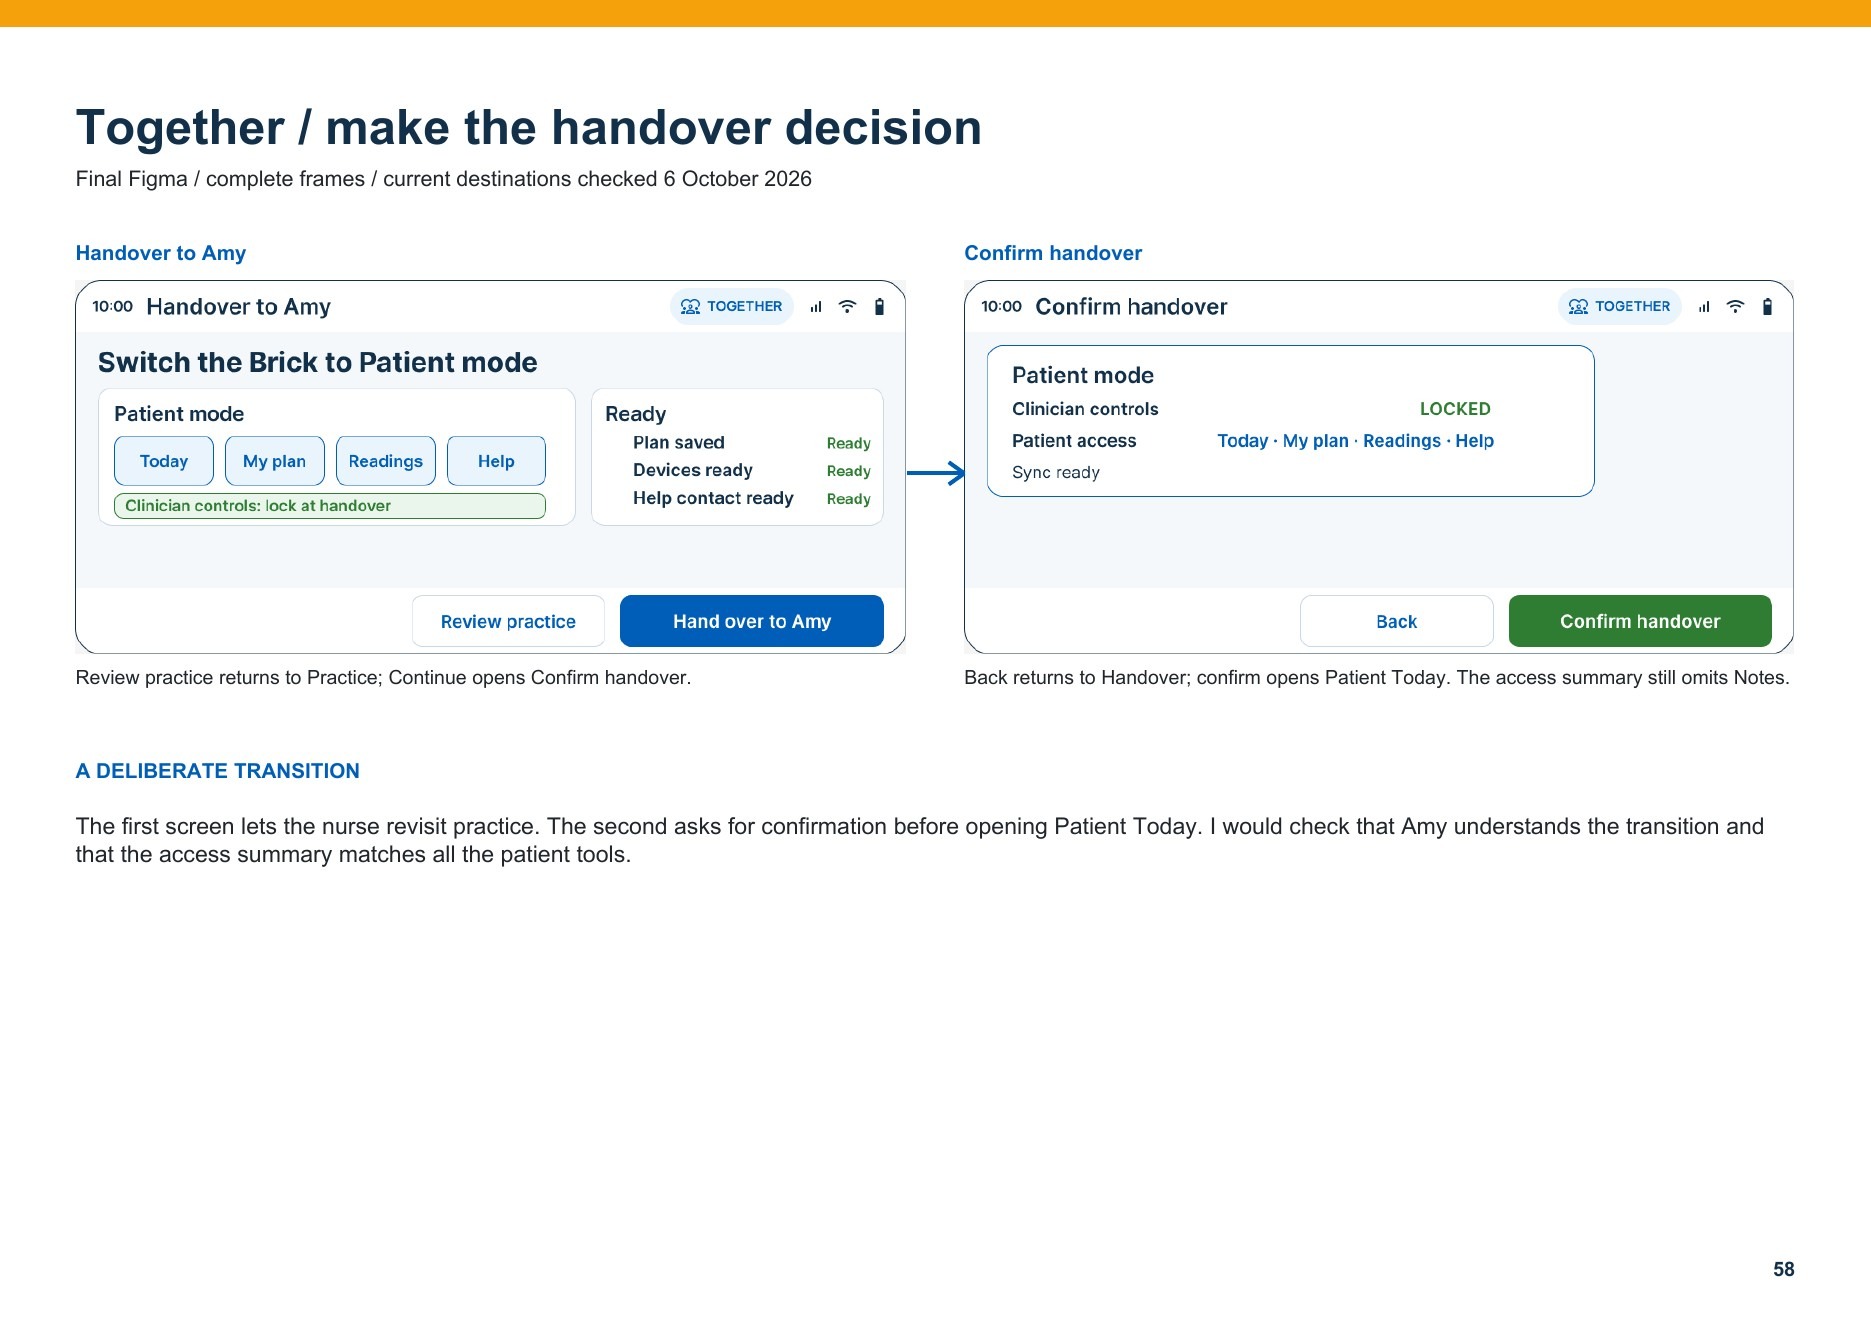 Together / make the handover decision
Final Figma / complete frames / current destinations checked 6 October 2026
Handover to Amy
10:00 Handover to Amy TOGETHER
Switch the Brick to Patient mode
Patient mode
Today My plan Readings Help
Clinician controls: lock at handover
Ready
Plan saved Ready
Devices ready Ready
Help contact ready Ready
Review practice Hand over to Amy
Review practice returns to Practice; Continue opens Confirm handover.
Confirm handover
10:00 Confirm handover TOGETHER
Patient mode
Clinician controls LOCKED
Patient access Today · My plan · Readings · Help
Sync ready
Back Confirm handover
Back returns to Handover; confirm opens Patient Today. The access summary still omits Notes.
A DELIBERATE TRANSITION
The first screen lets the nurse revisit practice. The second asks for confirmation before opening Patient Today. I would check that Amy understands the transition and
that the access summary matches all the patient tools.
58